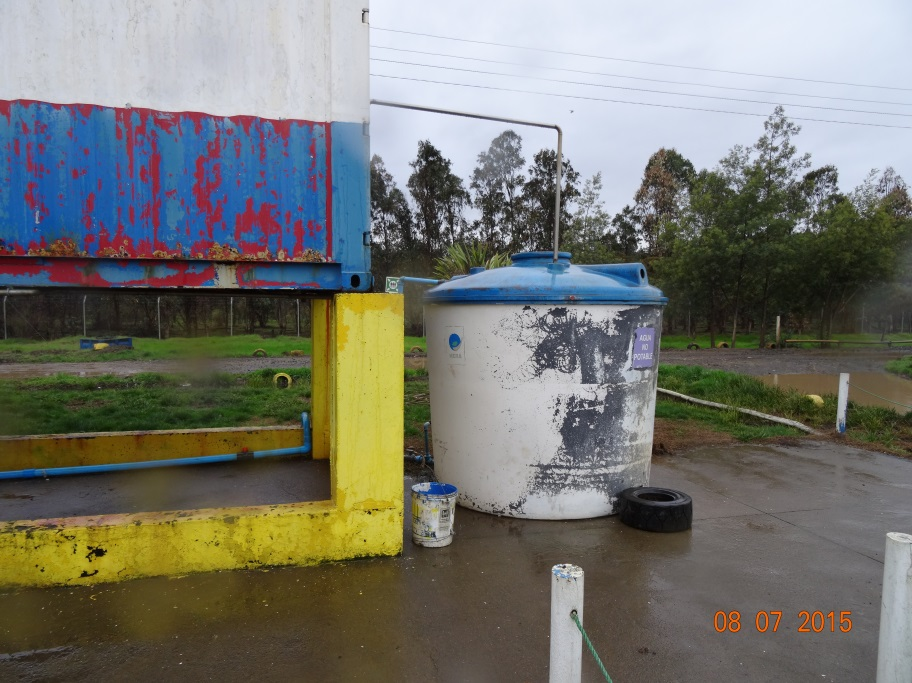 AGUA
NO
POTABLE
08 07 2015